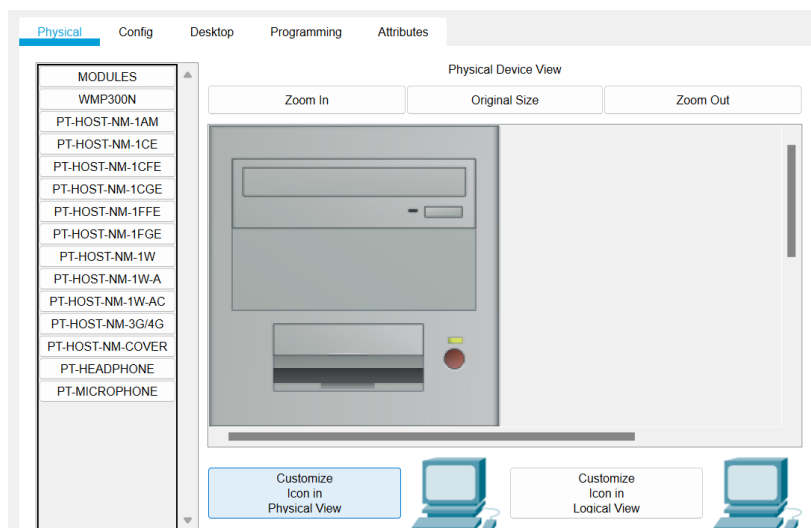 Physical Config Desktop Programming Attributes
MODULES
WMP300N
PT-HOST-NM-1AM
PT-HOST-NM-1CE
PT-HOST-NM-1CFE
PT-HOST-NM-1CGE
PT-HOST-NM-1FFE
PT-HOST-NM-1FGE
PT-HOST-NM-1W
PT-HOST-NM-1W-A
PT-HOST-NM-1W-AC
PT-HOST-NM-3G/4G
PT-HOST-NM-COVER
PT-HEADPHONE
PT-MICROPHONE
Physical Device View
Zoom In Original Size Zoom Out
Customize
Icon in
Physical View
Customize
Icon in
Logical View